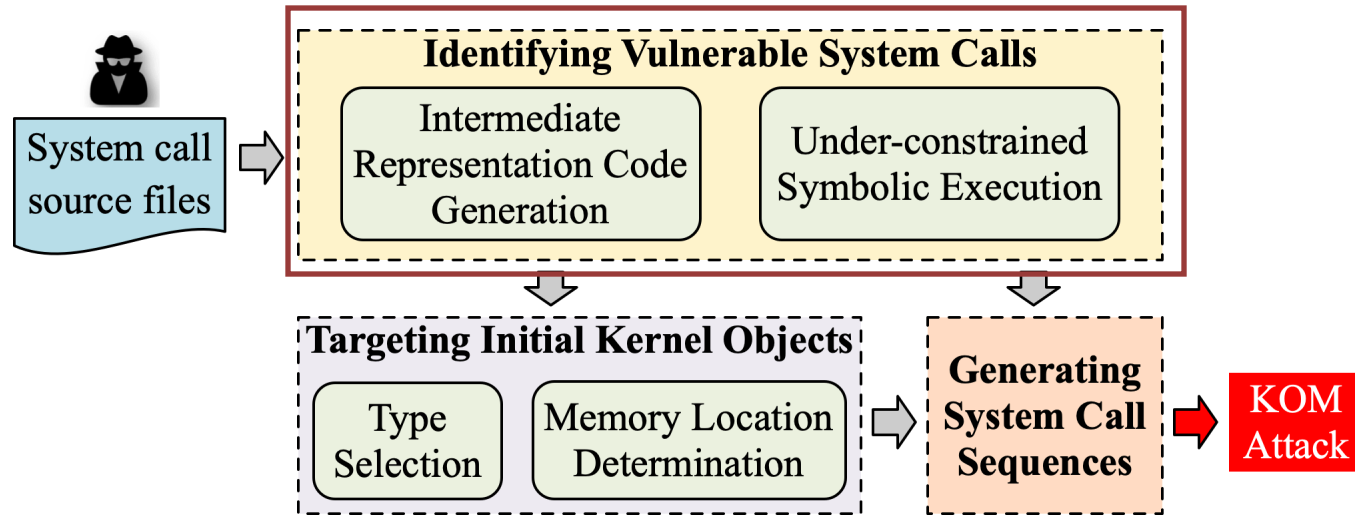 System call
source files
Identifying Vulnerable System Calls
Intermediate
Representation Code
Generation
Under-constrained
Symbolic Execution
Targeting Initial Kernel Objects
Type
Selection
Memory Location
Determination
Generating
System Call
Sequences
KOM
Attack